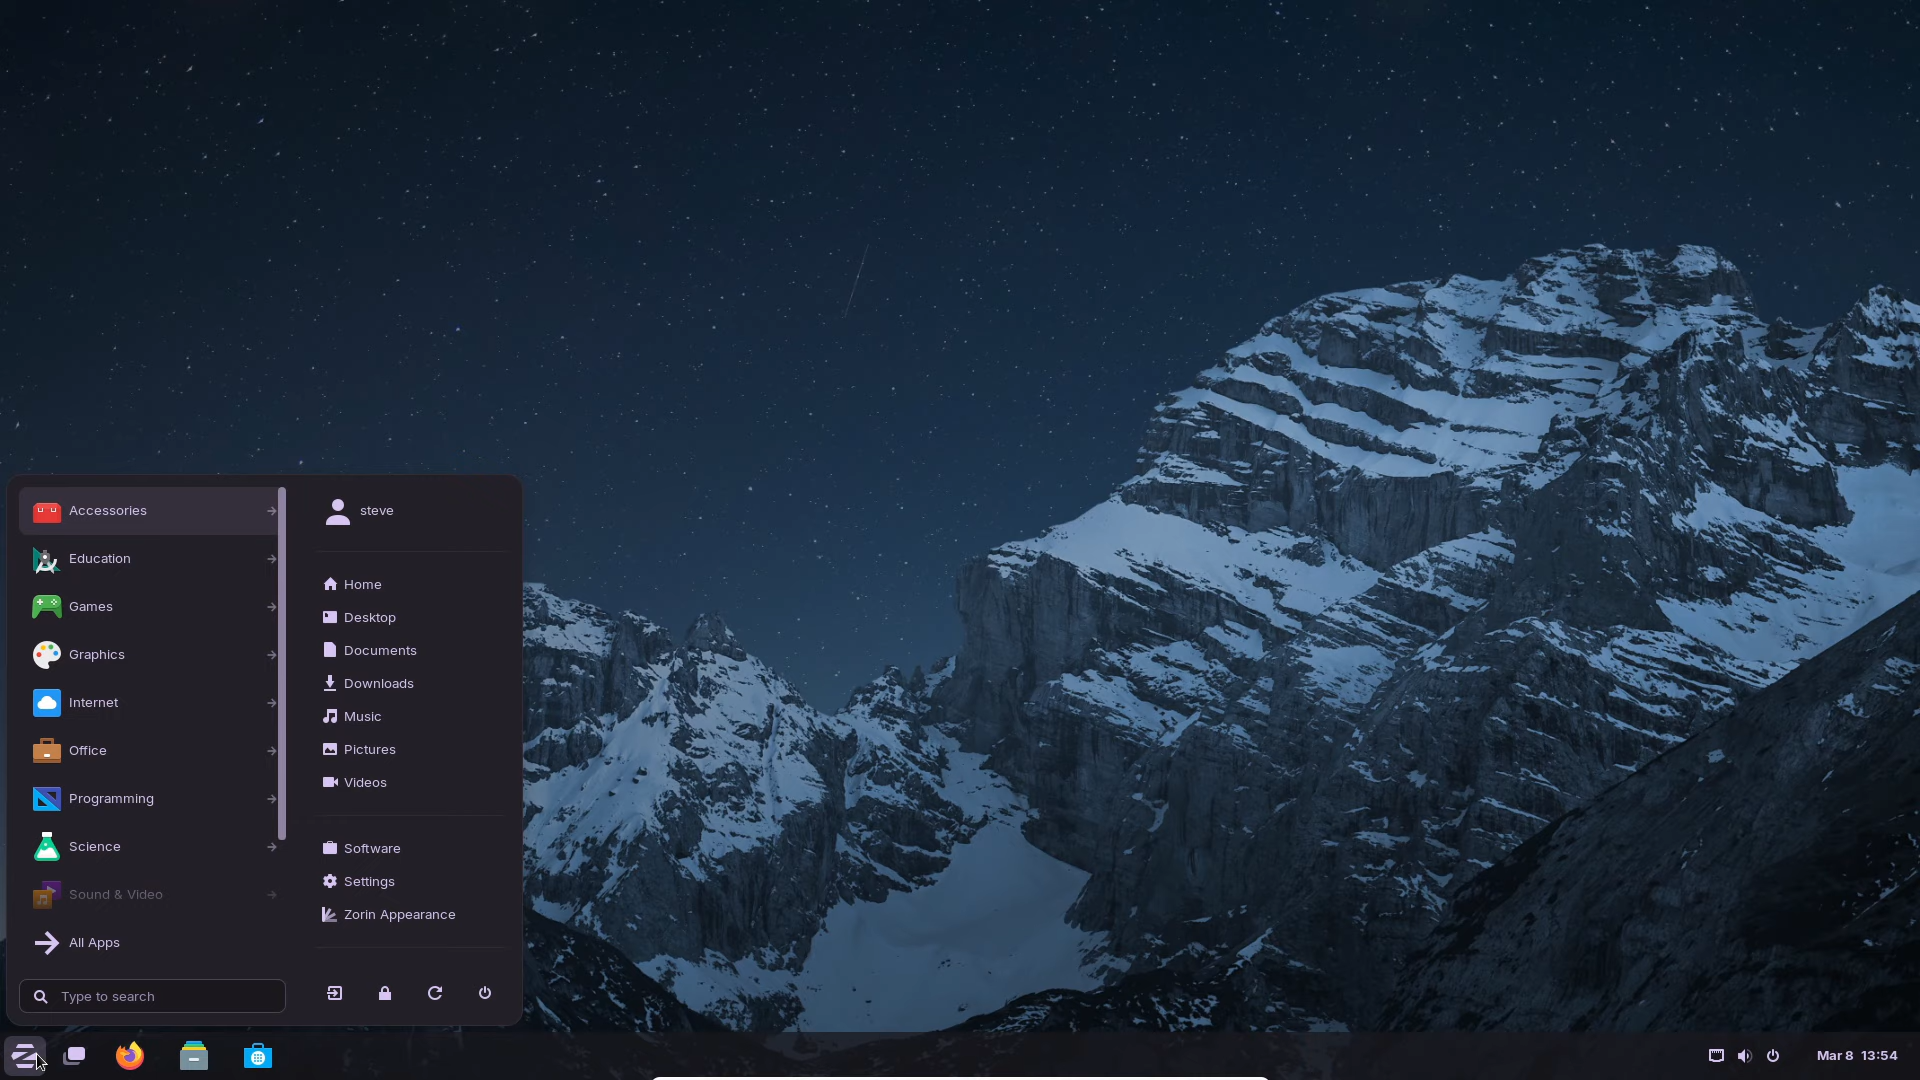 Accessories
Education
Games
Graphics
Internet
Office
Programming
Science
Sound & Video
All Apps
Type to search
steve
Home
Desktop
Documents
Downloads
Music
Pictures
Videos
Software
Settings
Zorin Appearance
Mar 8 13:54